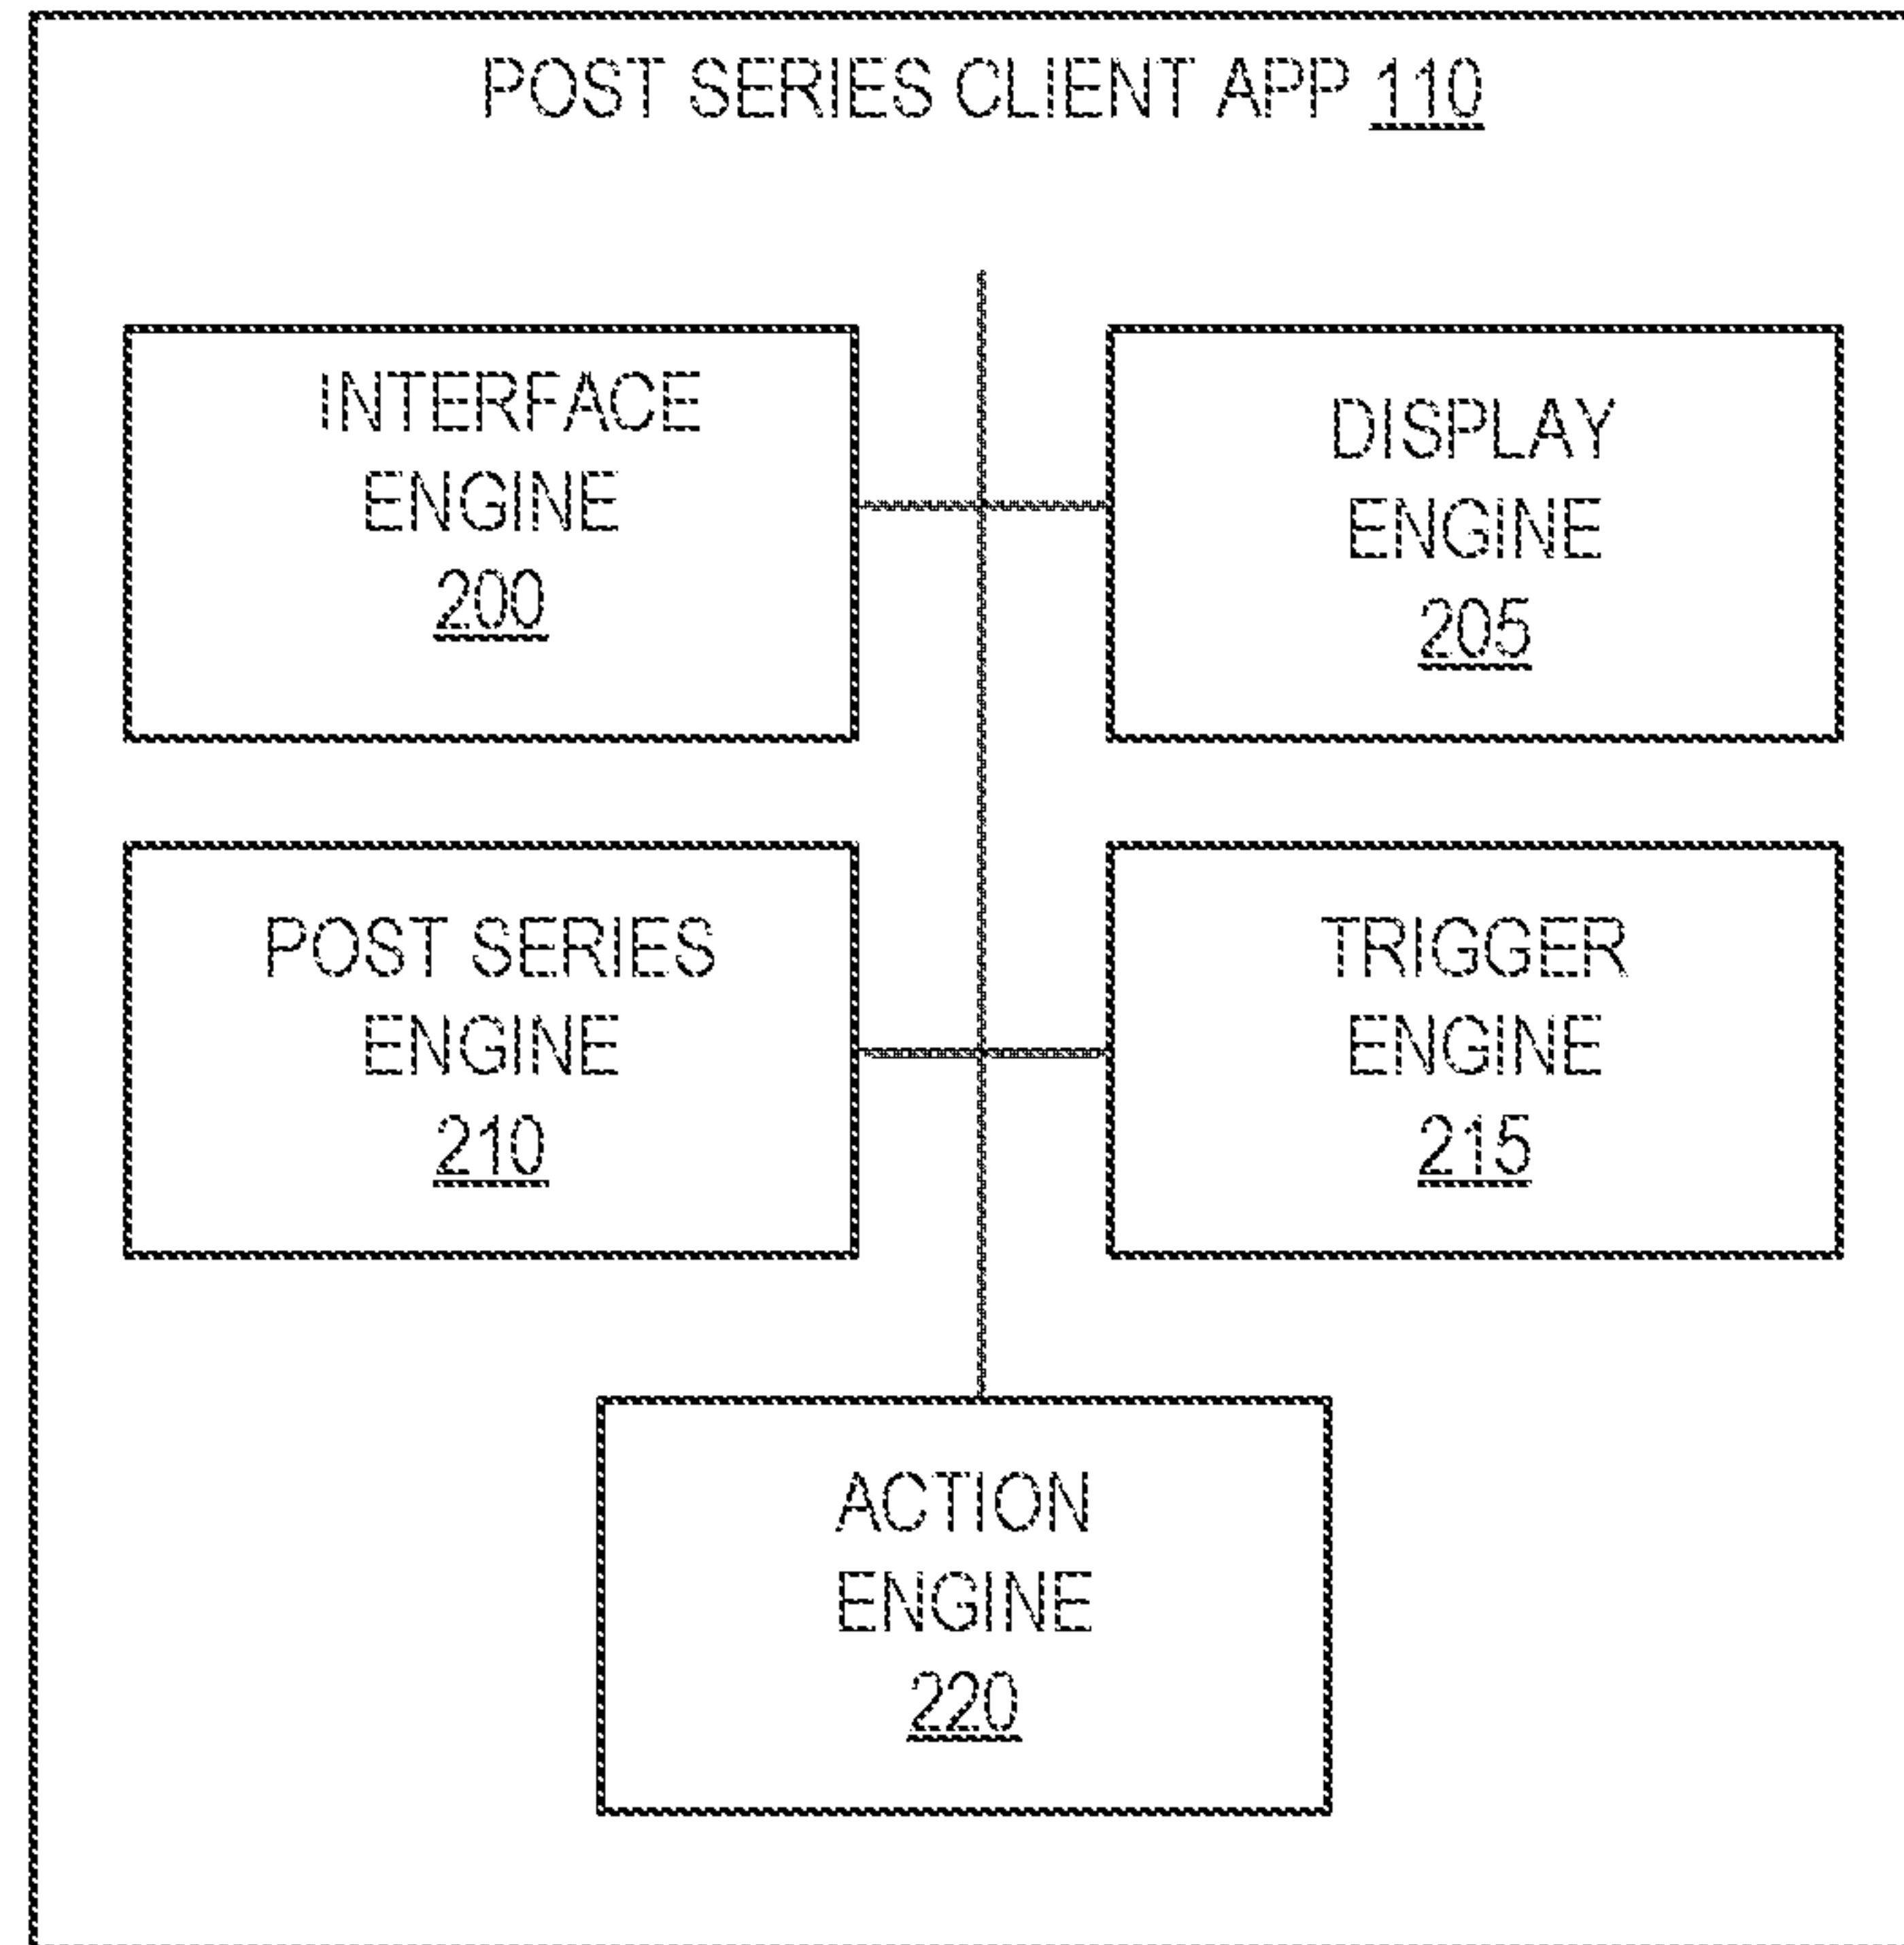 POST SERIES CLIENT APP 110
INTERFACE
ENGINE
200
DISPLAY
ENGINE
205
POST SERIES
ENGINE
210
TRIGGER
ENGINE
215
ACTION
ENGINE
220